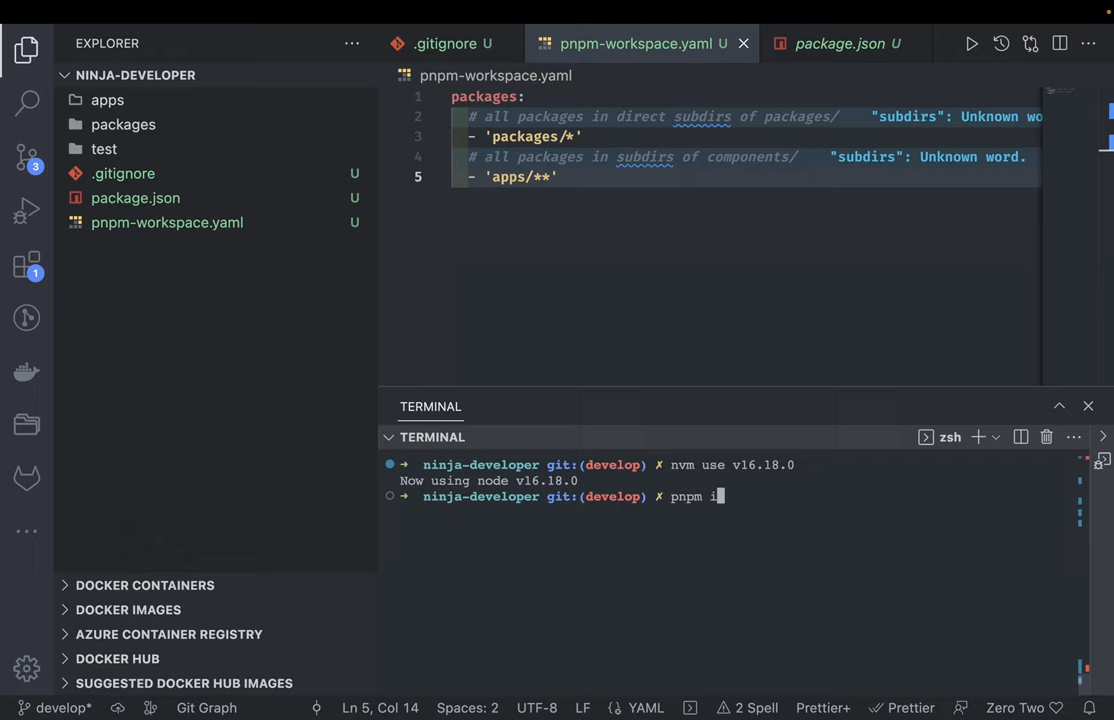 EXPLORER
NINJA-DEVELOPER
apps
packages
test
.gitignore U
package.json U
pnpm-workspace.yaml U
3
1
DOCKER CONTAINERS
DOCKER IMAGES
AZURE CONTAINER REGISTRY
DOCKER HUB
SUGGESTED DOCKER HUB IMAGES
.gitignore U
pnpm-workspace.yaml U
package.json U
pnpm-workspace.yaml
1 packages:
2 # all packages in direct subdirs of packages/ "subdirs": Unknown wo
3 - 'packages/*'
4 # all packages in subdirs of components/ "subdirs": Unknown word.
5 - 'apps/**'
TERMINAL
TERMINAL
zsh
➜ ninja-developer git:(develop) ✗ nvm use v16.18.0
Now using node v16.18.0
➜ ninja-developer git:(develop) ✗ pnpm i
develop* Git Graph Ln 5, Col 14 Spaces: 2 UTF-8 LF {} YAML 2 Spell Prettier+ Prettier Zero Two